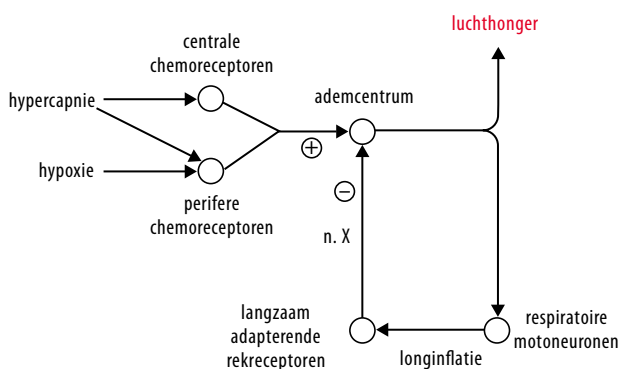 luchthonger
centrale
chemoreceptoren
hypercapnie
ademcentrum
+
hypoxie
−
perifere
chemoreceptoren
n. X
langzaam
adapterende
rekreceptoren
longinflatie
respiratoire
motoneuronen